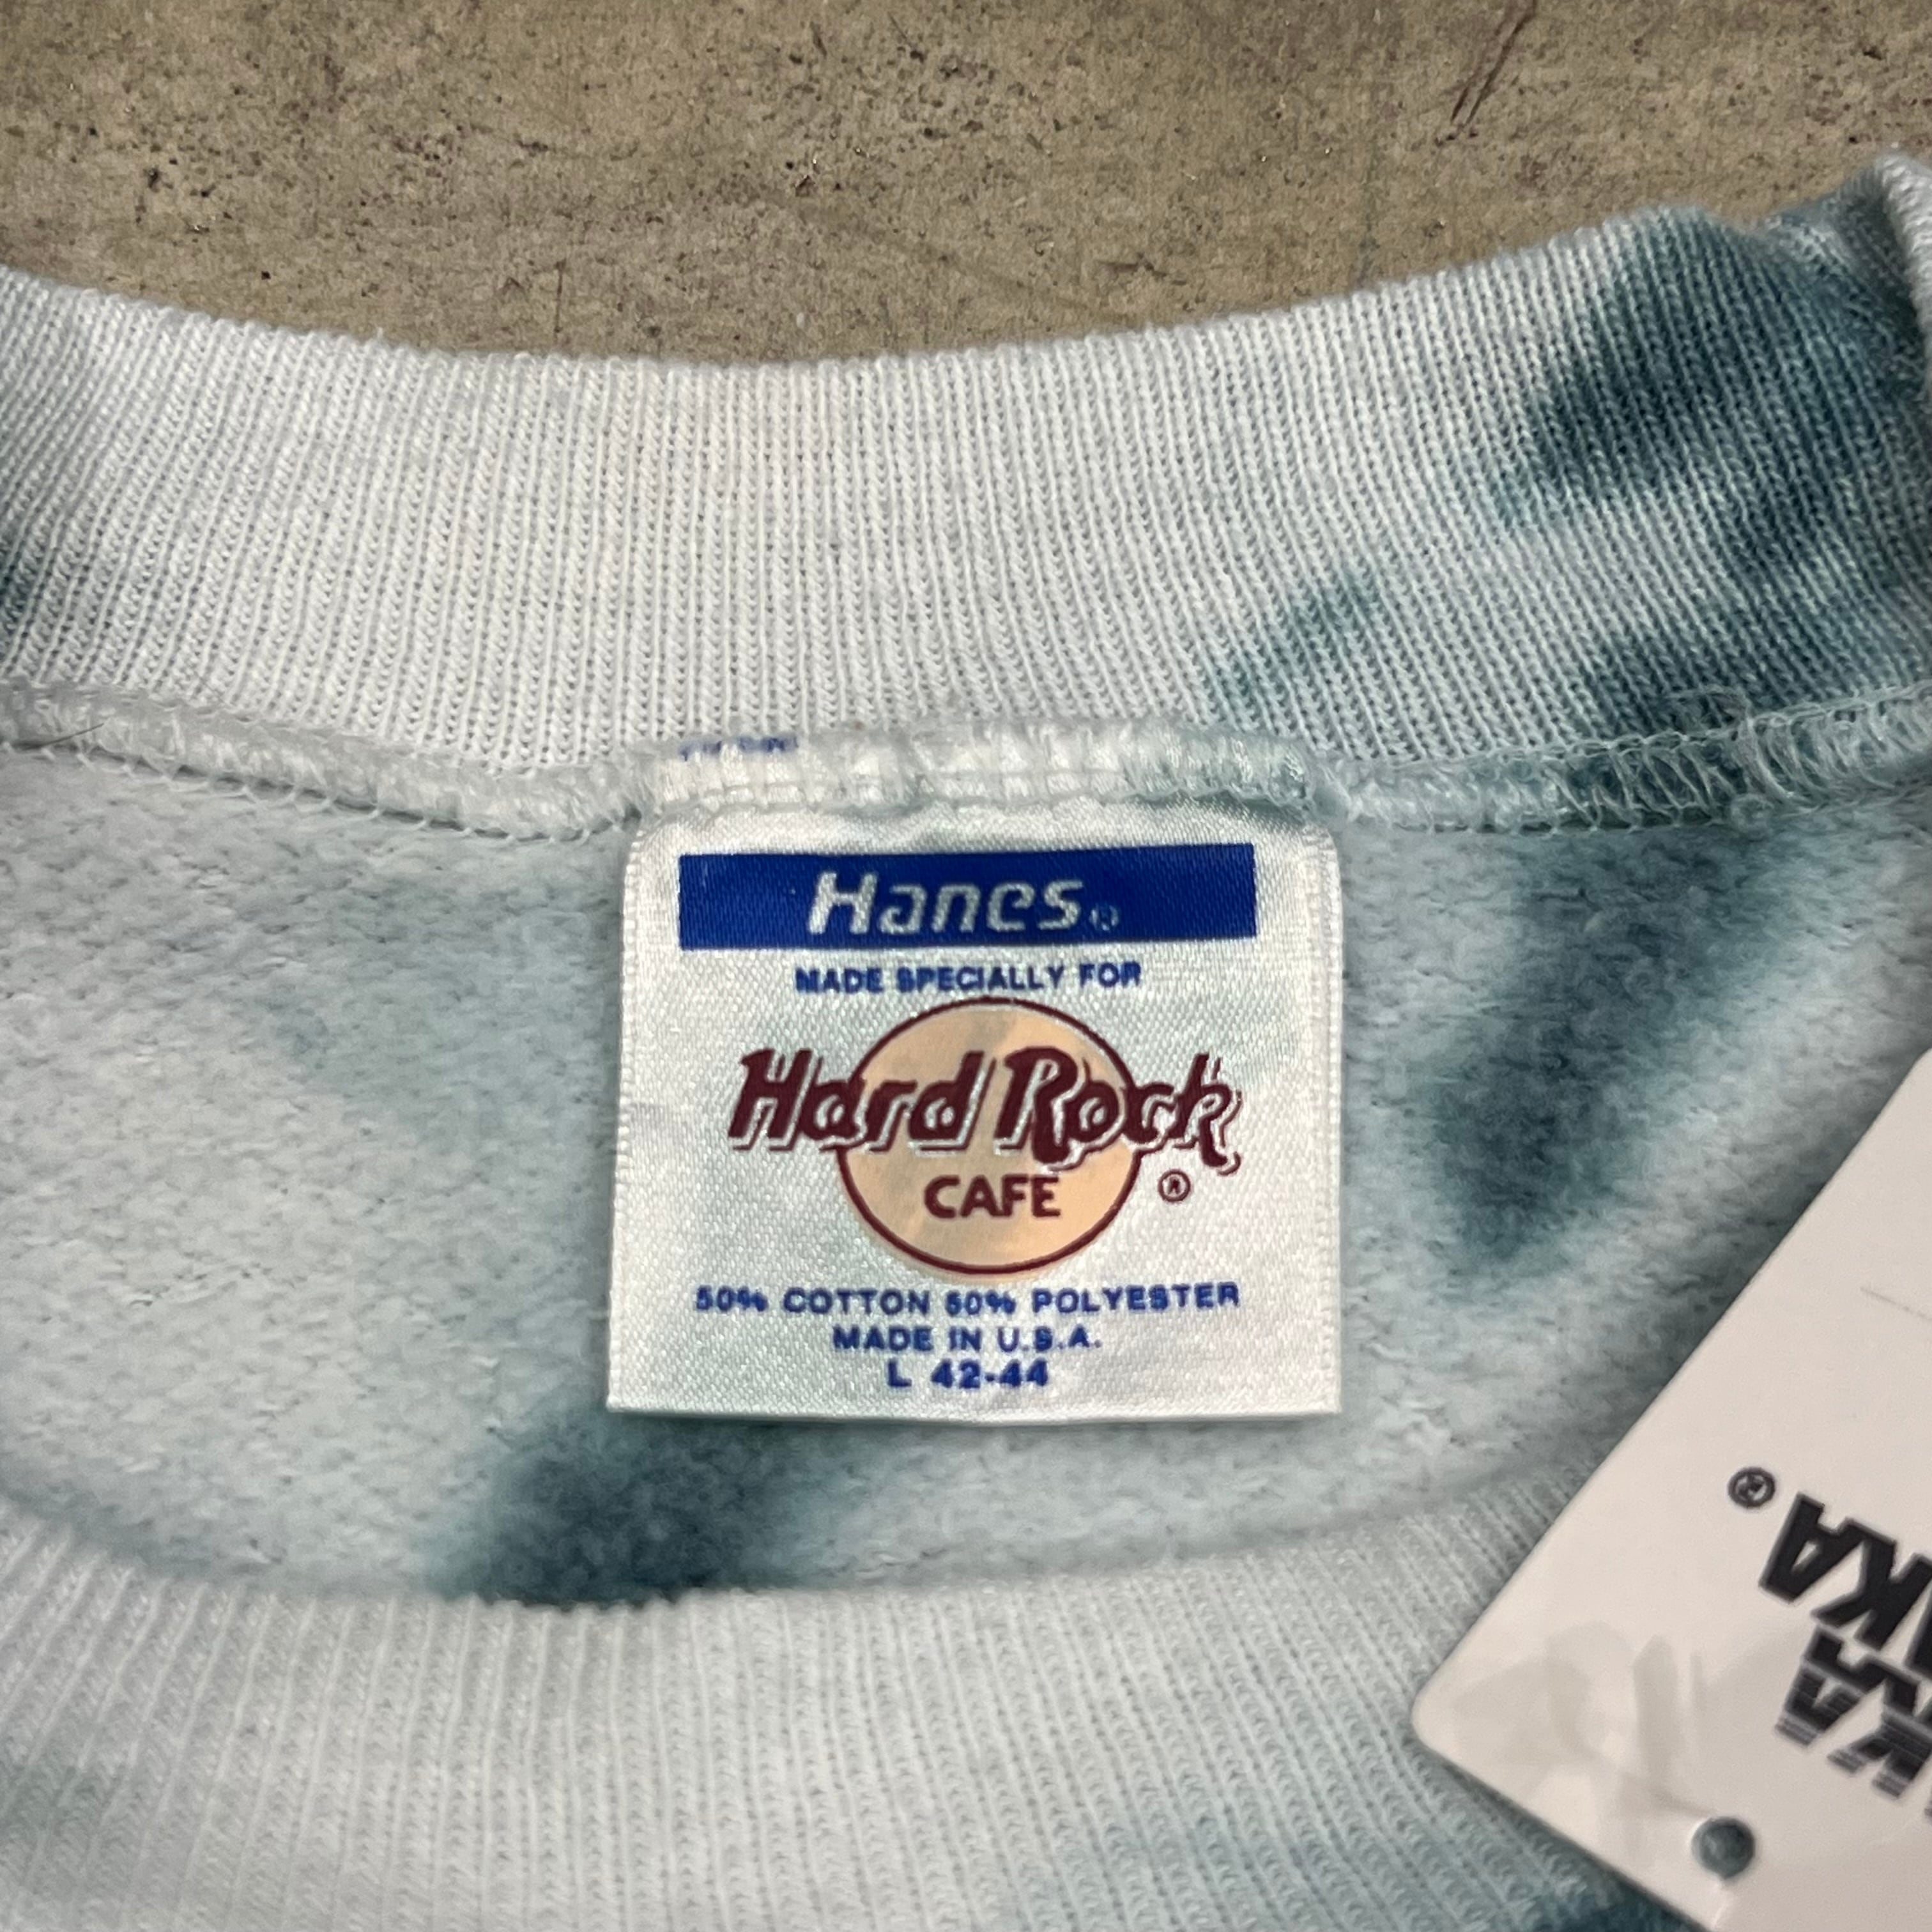 Hanes®
MADE SPECIALLY FOR
Hard Rock
CAFE ®
50% COTTON 50% POLYESTER
MADE IN U.S.A.
L 42-44